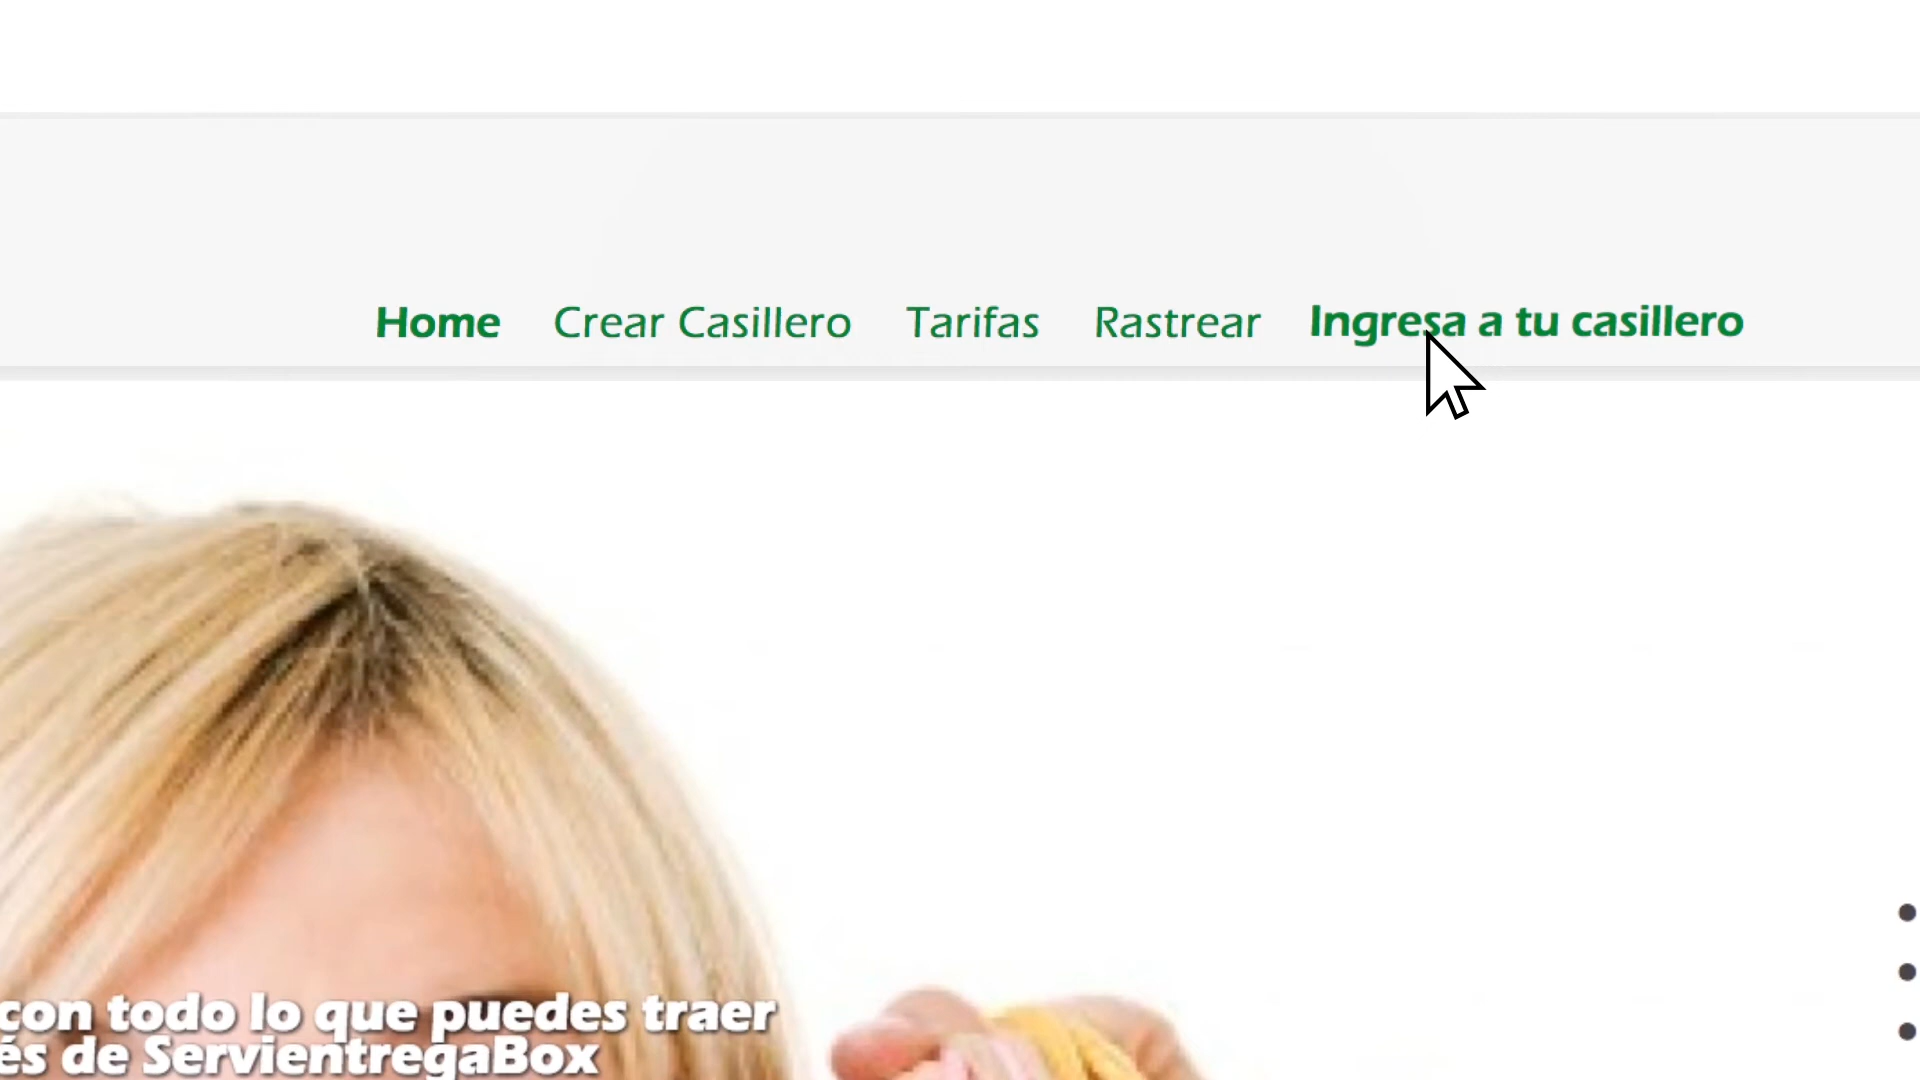 Home Crear Casillero Tarifas Rastrear Ingresa a tu casillero
con todo lo que puedes traer
és de ServientregaBox